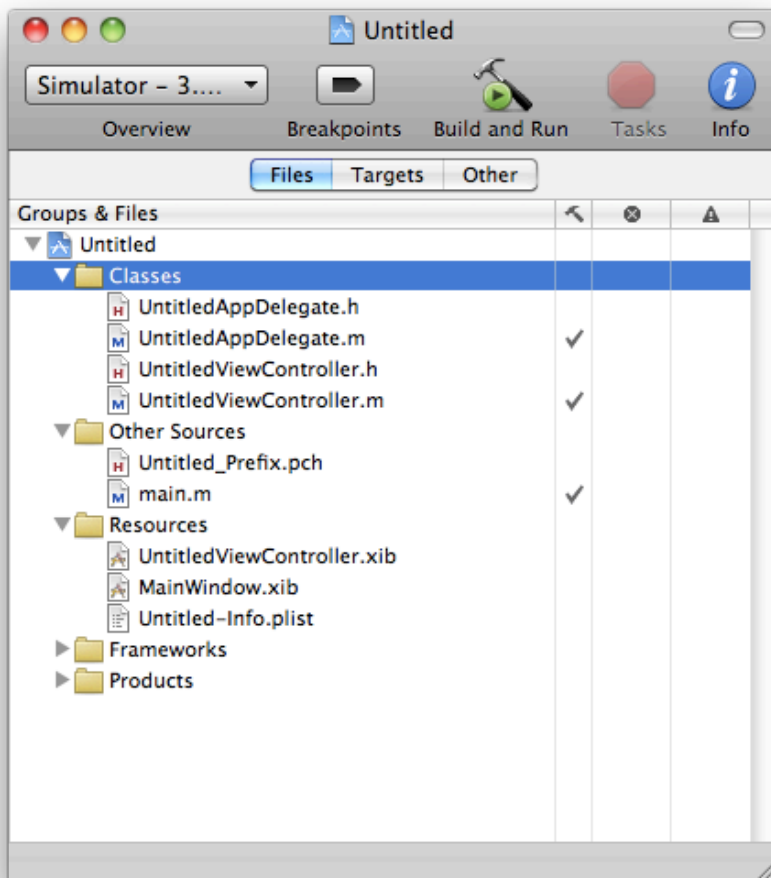 Untitled
Simulator – 3....
Overview Breakpoints Build and Run Tasks Info
Files Targets Other
Groups & Files
Untitled
Classes
H UntitledAppDelegate.h
M UntitledAppDelegate.m
H UntitledViewController.h
M UntitledViewController.m
Other Sources
H Untitled_Prefix.pch
M main.m
Resources
UntitledViewController.xib
MainWindow.xib
Untitled-Info.plist
Frameworks
Products